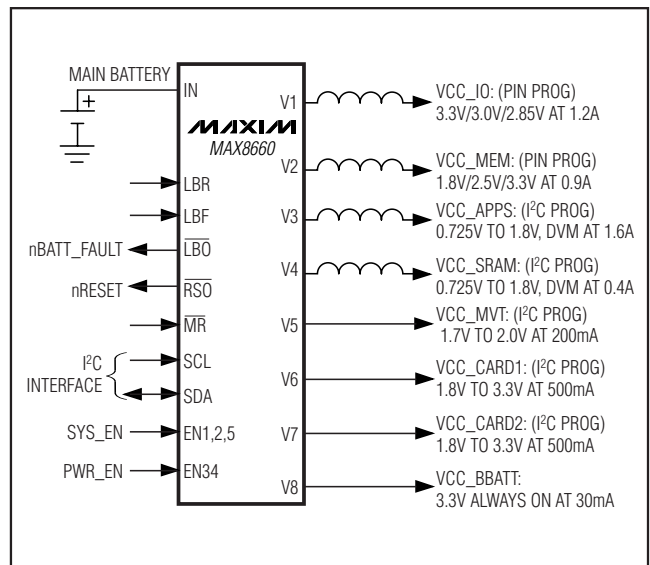 MAIN BATTERY
+
IN
MAXIM
MAX8660
LBR
LBF
nBATT_FAULT
LBO
nRESET
RSO
MR
I²C
INTERFACE
SCL
SDA
SYS_EN
EN1,2,5
PWR_EN
EN34
V1
VCC_IO: (PIN PROG)
3.3V/3.0V/2.85V AT 1.2A
V2
VCC_MEM: (PIN PROG)
1.8V/2.5V/3.3V AT 0.9A
V3
VCC_APPS: (I²C PROG)
0.725V TO 1.8V, DVM AT 1.6A
V4
VCC_SRAM: (I²C PROG)
0.725V TO 1.8V, DVM AT 0.4A
V5
VCC_MVT: (I²C PROG)
1.7V TO 2.0V AT 200mA
V6
VCC_CARD1: (I²C PROG)
1.8V TO 3.3V AT 500mA
V7
VCC_CARD2: (I²C PROG)
1.8V TO 3.3V AT 500mA
V8
VCC_BBATT:
3.3V ALWAYS ON AT 30mA